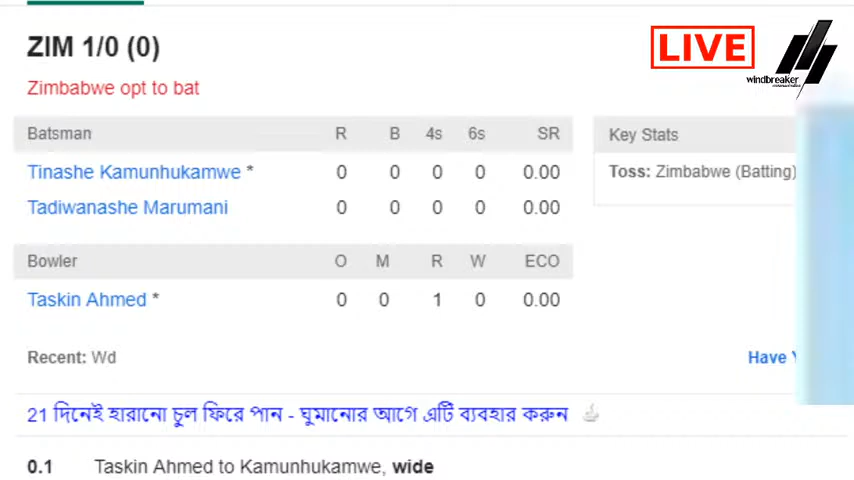 ZIM 1/0 (0)
LIVE
windbreaker
Zimbabwe opt to bat
Batsman R B 4s 6s SR
Key Stats
Tinashe Kamunhukamwe * 0 0 0 0 0.00
Toss: Zimbabwe (Batting)
Tadiwanashe Marumani 0 0 0 0 0.00
Bowler O M R W ECO
Taskin Ahmed * 0 0 1 0 0.00
Recent: Wd
Have
21 দিনেই হারানো চুল ফিরে পান - ঘুমানোর আগে এটি ব্যবহার করুন
0.1 Taskin Ahmed to Kamunhukamwe, wide